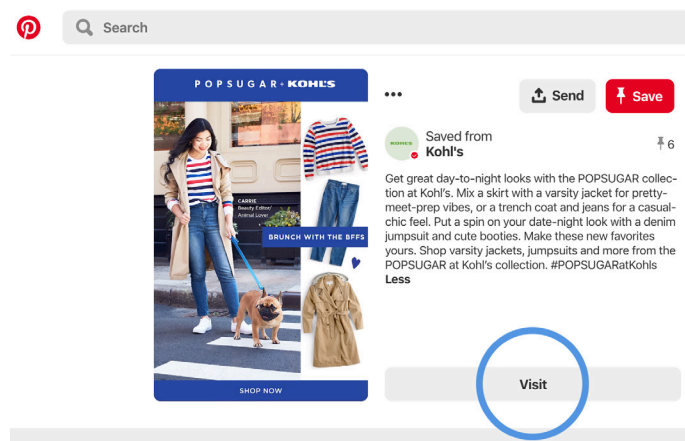 Search
POPSUGAR + KOHL'S
CARRIE
Beauty Editor/
Animal Lover
BRUNCH WITH THE BFFS
SHOP NOW
•••
Send
Save
KOHL'S
Saved from
Kohl's
6
Get great day-to-night looks with the POPSUGAR collec-
tion at Kohl's. Mix a skirt with a varsity jacket for pretty-
meet-prep vibes, or a trench coat and jeans for a casual-
chic feel. Put a spin on your date-night look with a denim
jumpsuit and cute booties. Make these new favorites
yours. Shop varsity jackets, jumpsuits and more from the
POPSUGAR at Kohl's collection. #POPSUGARatKohls
Less
Visit